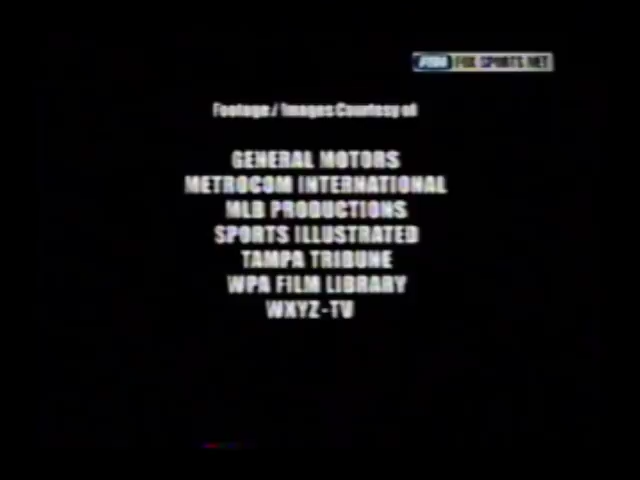 FSN FOX SPORTS NET
Footage / Images Courtesy of
GENERAL MOTORS
METROCOM INTERNATIONAL
MLB PRODUCTIONS
SPORTS ILLUSTRATED
TAMPA TRIBUNE
WPA FILM LIBRARY
WXYZ-TV